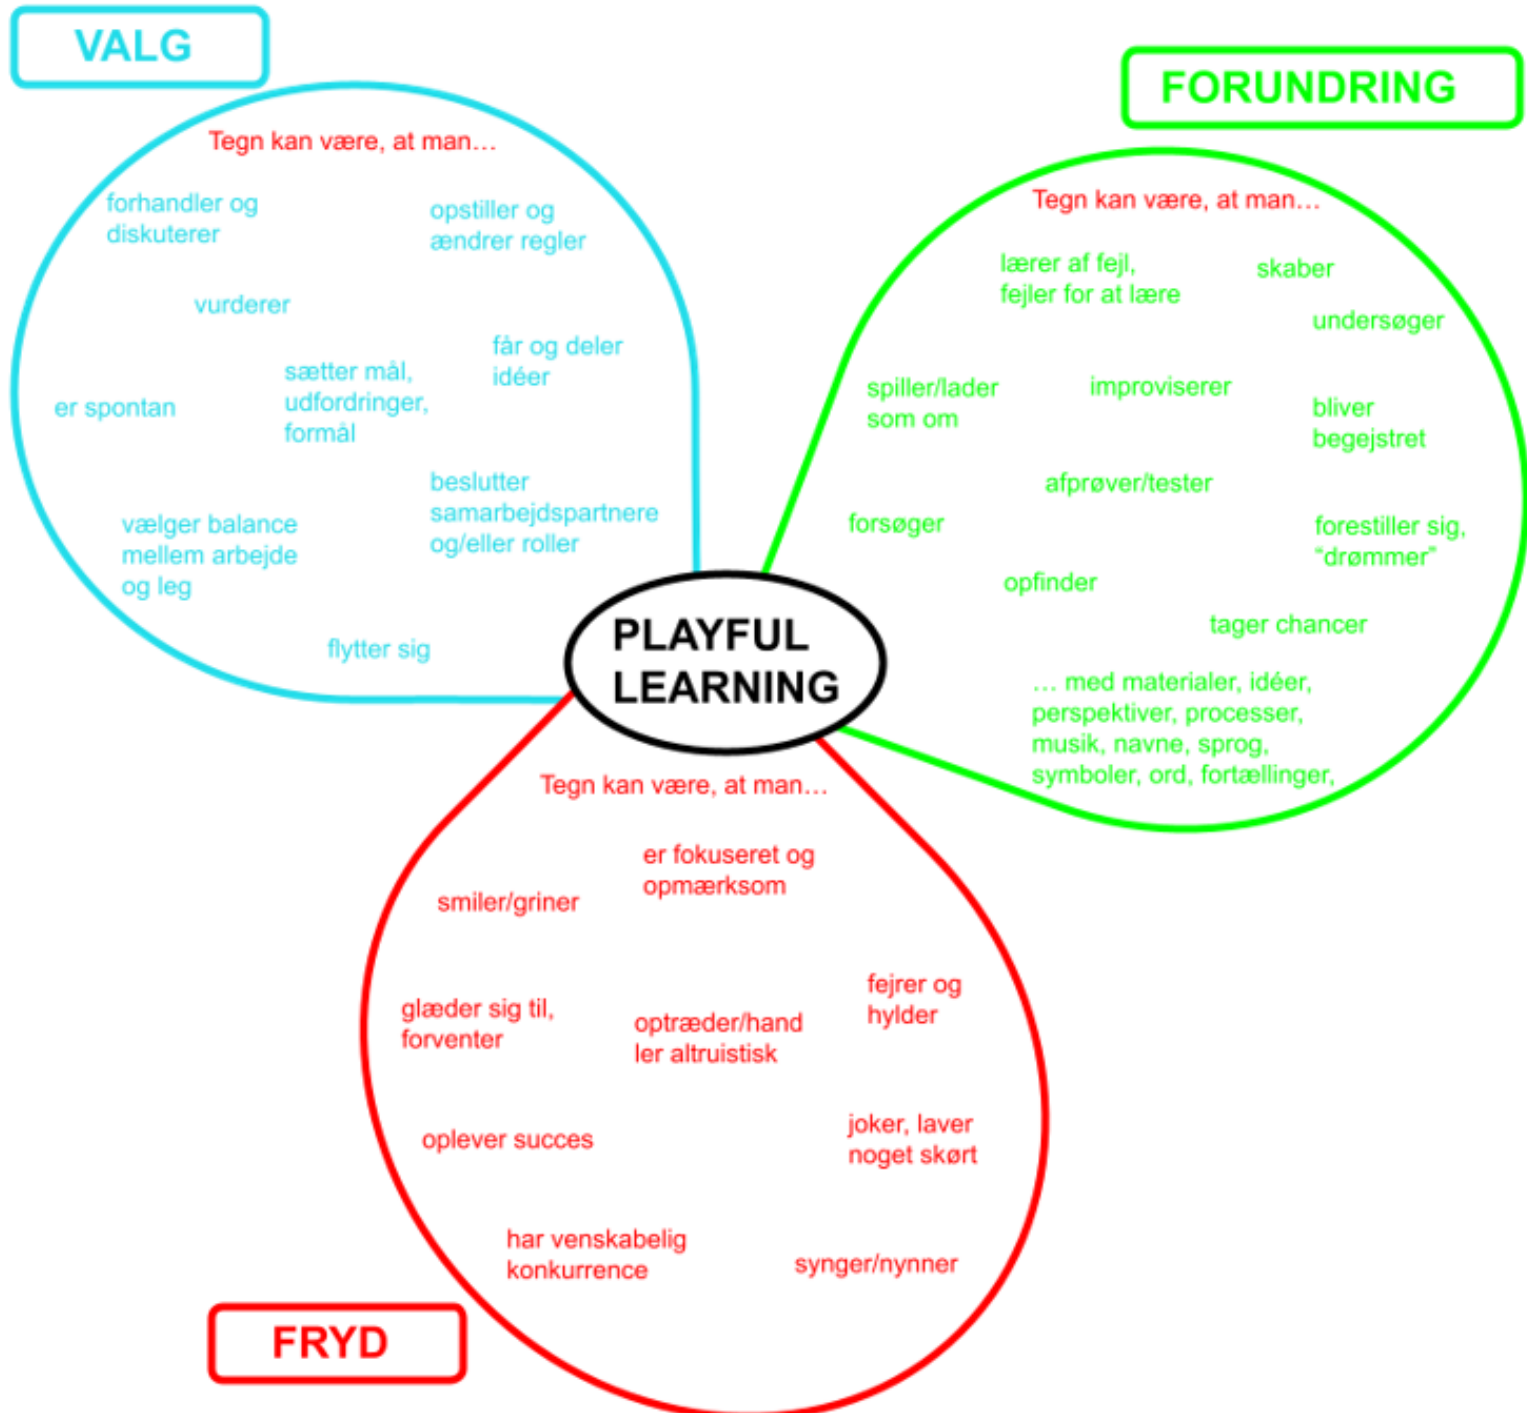 VALG
Tegn kan være, at man...
forhandler og
diskuterer
opstiller og
ændrer regler
vurderer
får og deler
idéer
sætter mål,
udfordringer,
formål
er spontan
beslutter
samarbejdspartnere
og/eller roller
vælger balance
mellem arbejde
og leg
flytter sig
FORUNDRING
Tegn kan være, at man...
lærer af fejl,
fejler for at lære
skaber
undersøger
spiller/lader
som om
improviserer
bliver
begejstret
afprøver/tester
forsøger
forestiller sig,
“drømmer”
opfinder
tager chancer
... med materialer, idéer,
perspektiver, processer,
musik, navne, sprog,
symboler, ord, fortællinger,
PLAYFUL
LEARNING
Tegn kan være, at man...
er fokuseret og
opmærksom
smiler/griner
fejrer og
hylder
glæder sig til,
forventer
optræder/hand
ler altruistisk
oplever succes
joker, laver
noget skørt
har venskabelig
konkurrence
synger/nynner
FRYD